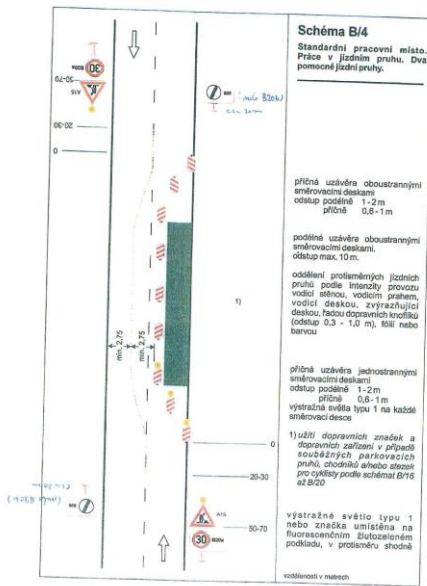 Schéma B/4
Standardní pracovní místo.
Práce v jízdním pruhu. Dva
pomocné jízdní pruhy.
příčná uzávěra oboustrannými
směrovacími deskami
odstup podélně 1-2 m
příčně 0,6-1 m
podélná uzávěra oboustrannými
směrovacími deskami.
odstup max. 10 m.
oddělení protisměrných jízdních
pruhů podle intenzity provozu
vodicí stěnou, vodicím prahem,
vodicí deskou, zvýrazňující
deskou, řadou dopravních knoflíků
(odstup 0,3 - 1,0 m), fólií nebo
barvou
příčná uzávěra jednostrannými
směrovacími deskami
odstup podélně 1-2 m
příčně 0,6-1 m
výstražná světla typu 1 na každé
směrovací desce
1) užití dopravních značek a
dopravních zařízení v případě
souběžných parkovacích
pruhů, chodníků a/nebo stezek
pro cyklisty podle schémat B/16
až B/20
výstražné světlo typu 1
nebo značka umístěna na
fluorescenčním žlutozeleném
podkladu, v protisměru shodně
vzdálenosti v metrech
50-70
30
A15
20-30
0
min. 2,75
min. 2,75
1)
0
20-30
50-70
A15
30